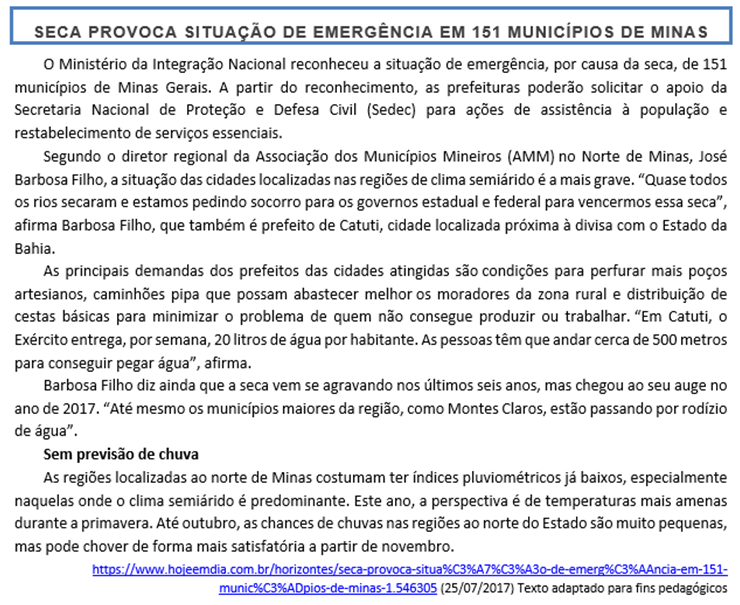 SECA PROVOCA SITUAÇÃO DE EMERGÊNCIA EM 151 MUNICÍPIOS DE MINAS
O Ministério da Integração Nacional reconheceu a situação de emergência, por causa da seca, de 151
municípios de Minas Gerais. A partir do reconhecimento, as prefeituras poderão solicitar o apoio da
Secretaria Nacional de Proteção e Defesa Civil (Sedec) para ações de assistência à população e
restabelecimento de serviços essenciais.
Segundo o diretor regional da Associação dos Municípios Mineiros (AMM) no Norte de Minas, José
Barbosa Filho, a situação das cidades localizadas nas regiões de clima semiárido é a mais grave. “Quase todos
os rios secaram e estamos pedindo socorro para os governos estadual e federal para vencermos essa seca”,
afirma Barbosa Filho, que também é prefeito de Catuti, cidade localizada próxima à divisa com o Estado da
Bahia.
As principais demandas dos prefeitos das cidades atingidas são condições para perfurar mais poços
artesianos, caminhões pipa que possam abastecer melhor os moradores da zona rural e distribuição de
cestas básicas para minimizar o problema de quem não consegue produzir ou trabalhar. “Em Catuti, o
Exército entrega, por semana, 20 litros de água por habitante. As pessoas têm que andar cerca de 500 metros
para conseguir pegar água”, afirma.
Barbosa Filho diz ainda que a seca vem se agravando nos últimos seis anos, mas chegou ao seu auge no
ano de 2017. “Até mesmo os municípios maiores da região, como Montes Claros, estão passando por rodízio
de água”.
Sem previsão de chuva
As regiões localizadas ao norte de Minas costumam ter índices pluviométricos já baixos, especialmente
naquelas onde o clima semiárido é predominante. Este ano, a perspectiva é de temperaturas mais amenas
durante a primavera. Até outubro, as chances de chuvas nas regiões ao norte do Estado são muito pequenas,
mas pode chover de forma mais satisfatória a partir de novembro.
https://www.hojeemdia.com.br/horizontes/seca-provoca-situa%C3%A7%C3%A3o-de-emerg%C3%AAncia-em-151-
munic%C3%ADpios-de-minas-1.546305 (25/07/2017) Texto adaptado para fins pedagógicos